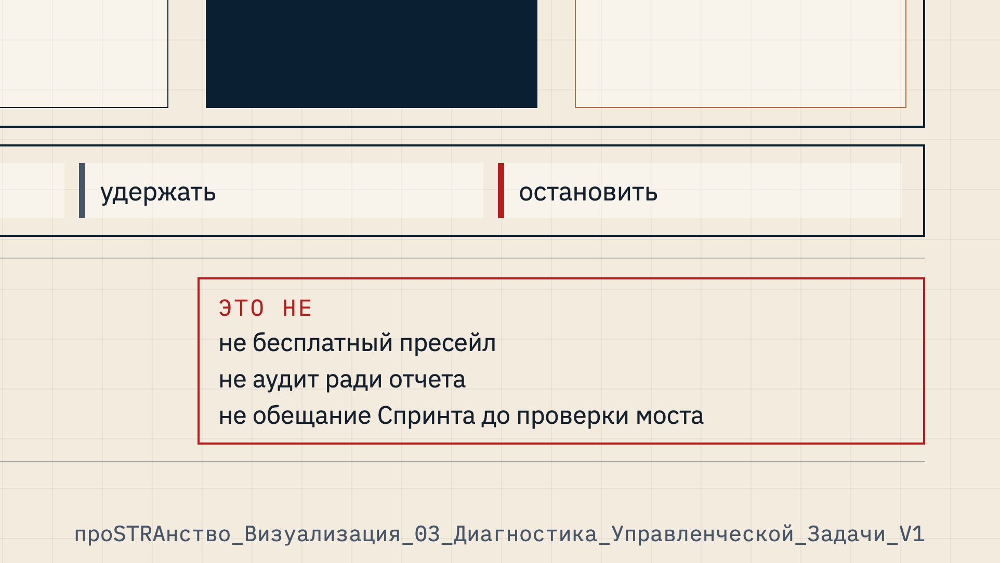 удержать
остановить
ЭТО НЕ
не бесплатный пресейл
не аудит ради отчета
не обещание Спринта до проверки моста
проSTRAнство_Визуализация_03_Диагностика_Управленческой_Задачи_V1